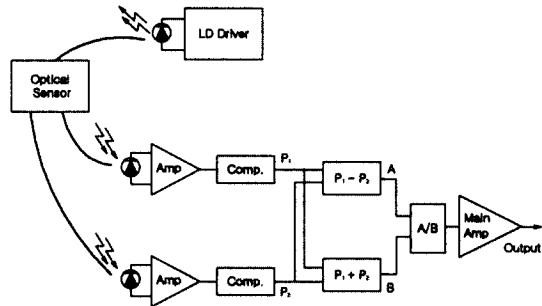 LD Driver
Optical
Sensor
Amp
Comp.
P₁
P₁ − P₂
A
A/B
Main
Amp
Output
Amp
Comp.
P₂
P₁ + P₂
B